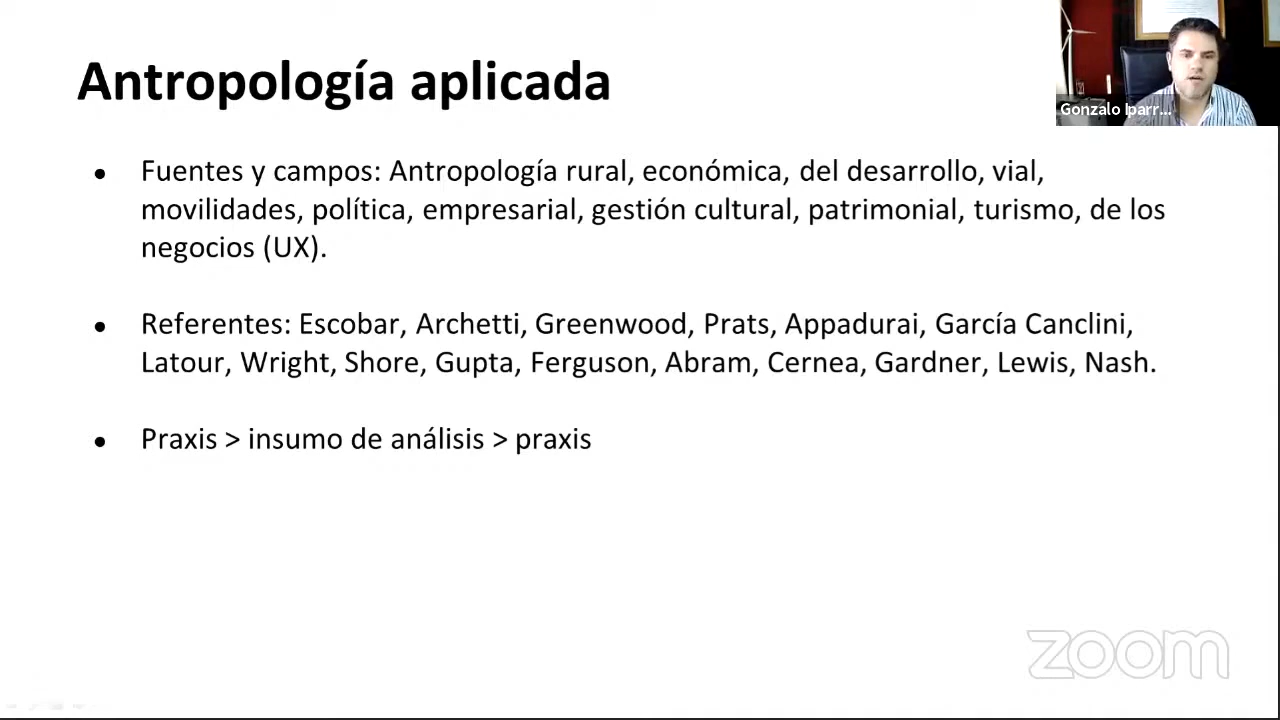 Antropología aplicada
Gonzalo Iparr...
● Fuentes y campos: Antropología rural, económica, del desarrollo, vial,
movilidades, política, empresarial, gestión cultural, patrimonial, turismo, de los
negocios (UX).
● Referentes: Escobar, Archetti, Greenwood, Prats, Appadurai, García Canclini,
Latour, Wright, Shore, Gupta, Ferguson, Abram, Cernea, Gardner, Lewis, Nash.
● Praxis > insumo de análisis > praxis
zoom